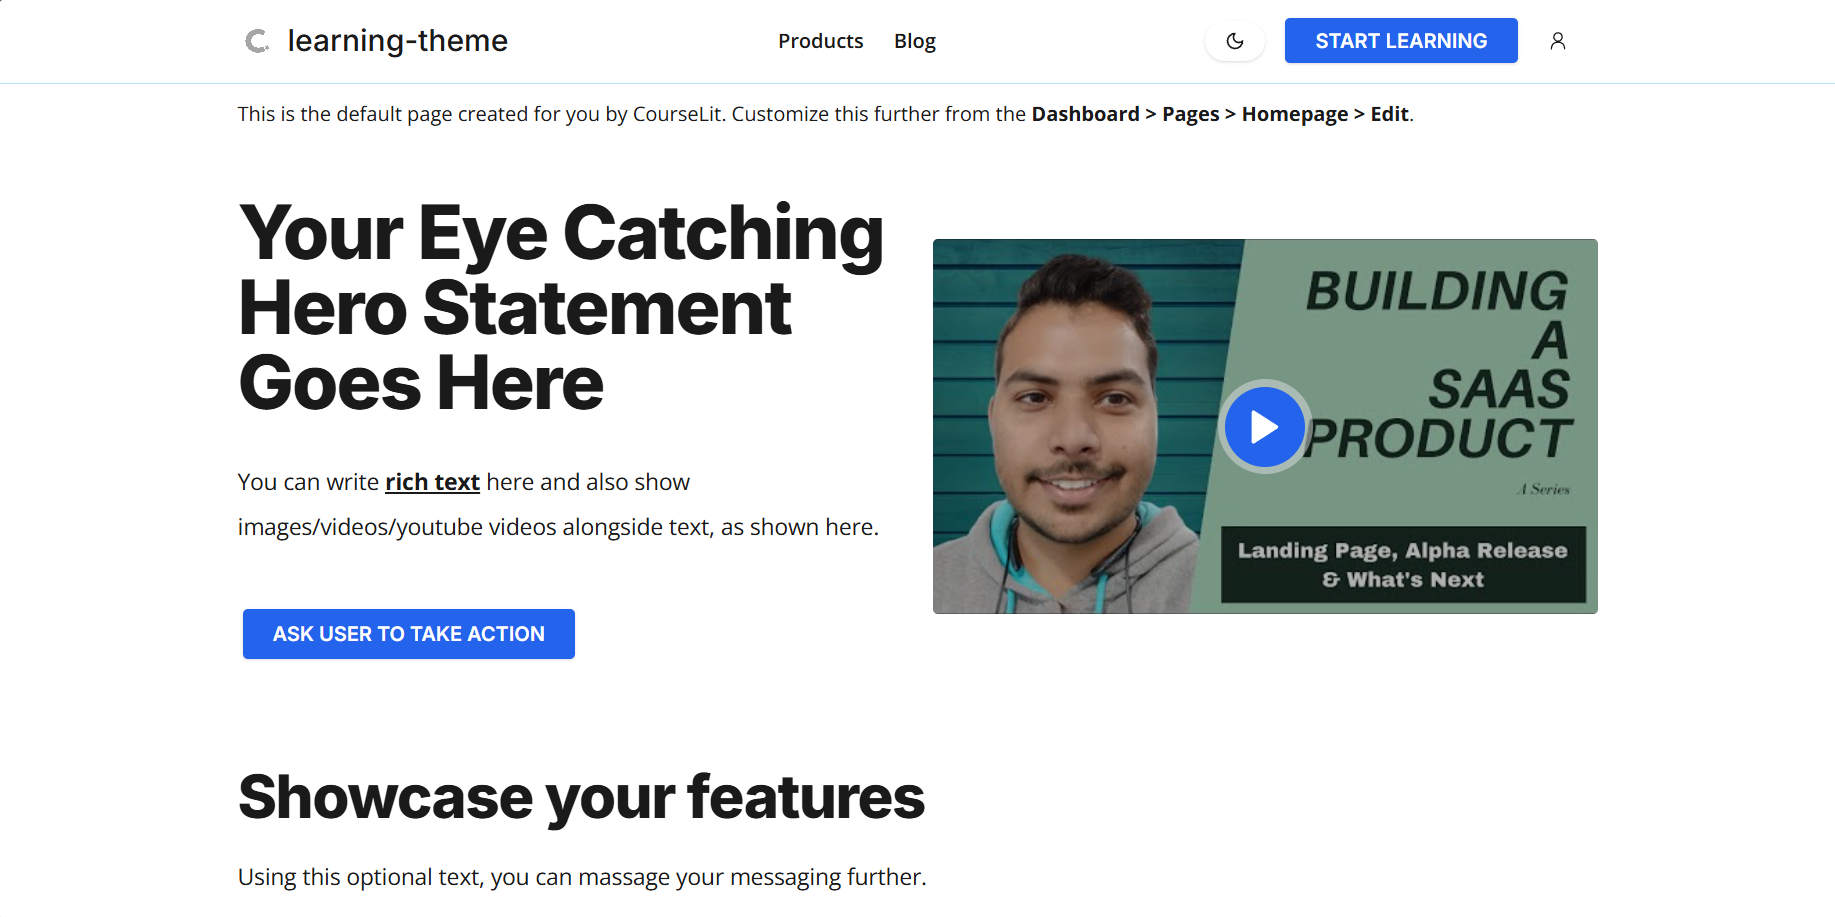 learning-theme
Products
Blog
START LEARNING
This is the default page created for you by CourseLit. Customize this further from the Dashboard > Pages > Homepage > Edit.
Your Eye Catching
Hero Statement
Goes Here
You can write rich text here and also show
images/videos/youtube videos alongside text, as shown here.
ASK USER TO TAKE ACTION
BUILDING
A
SAAS
PRODUCT
A Series
Landing Page, Alpha Release
& What's Next
Showcase your features
Using this optional text, you can massage your messaging further.